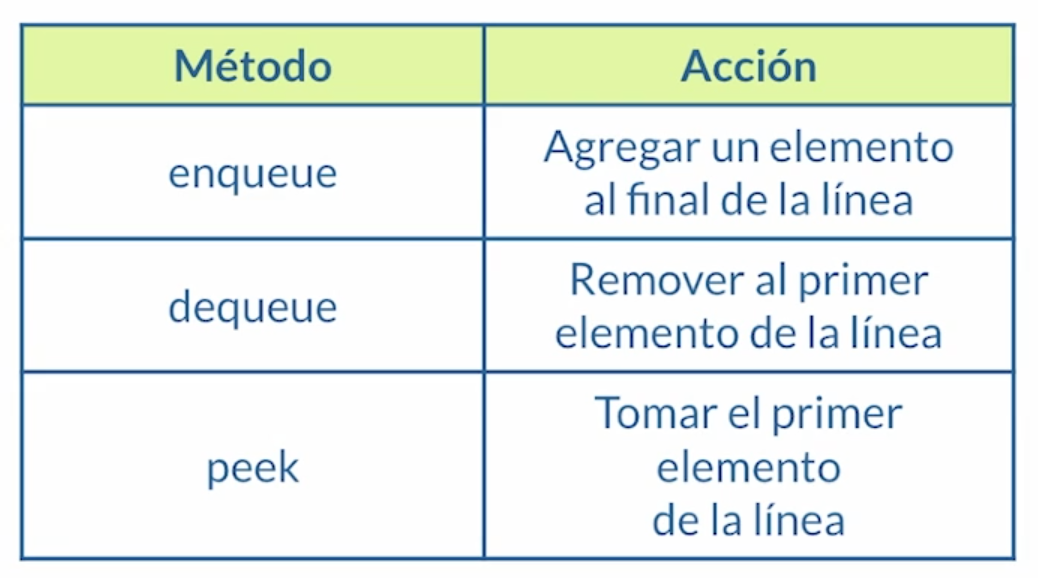 Método
Acción
enqueue
Agregar un elemento
al final de la línea
dequeue
Remover al primer
elemento de la línea
peek
Tomar el primer
elemento
de la línea